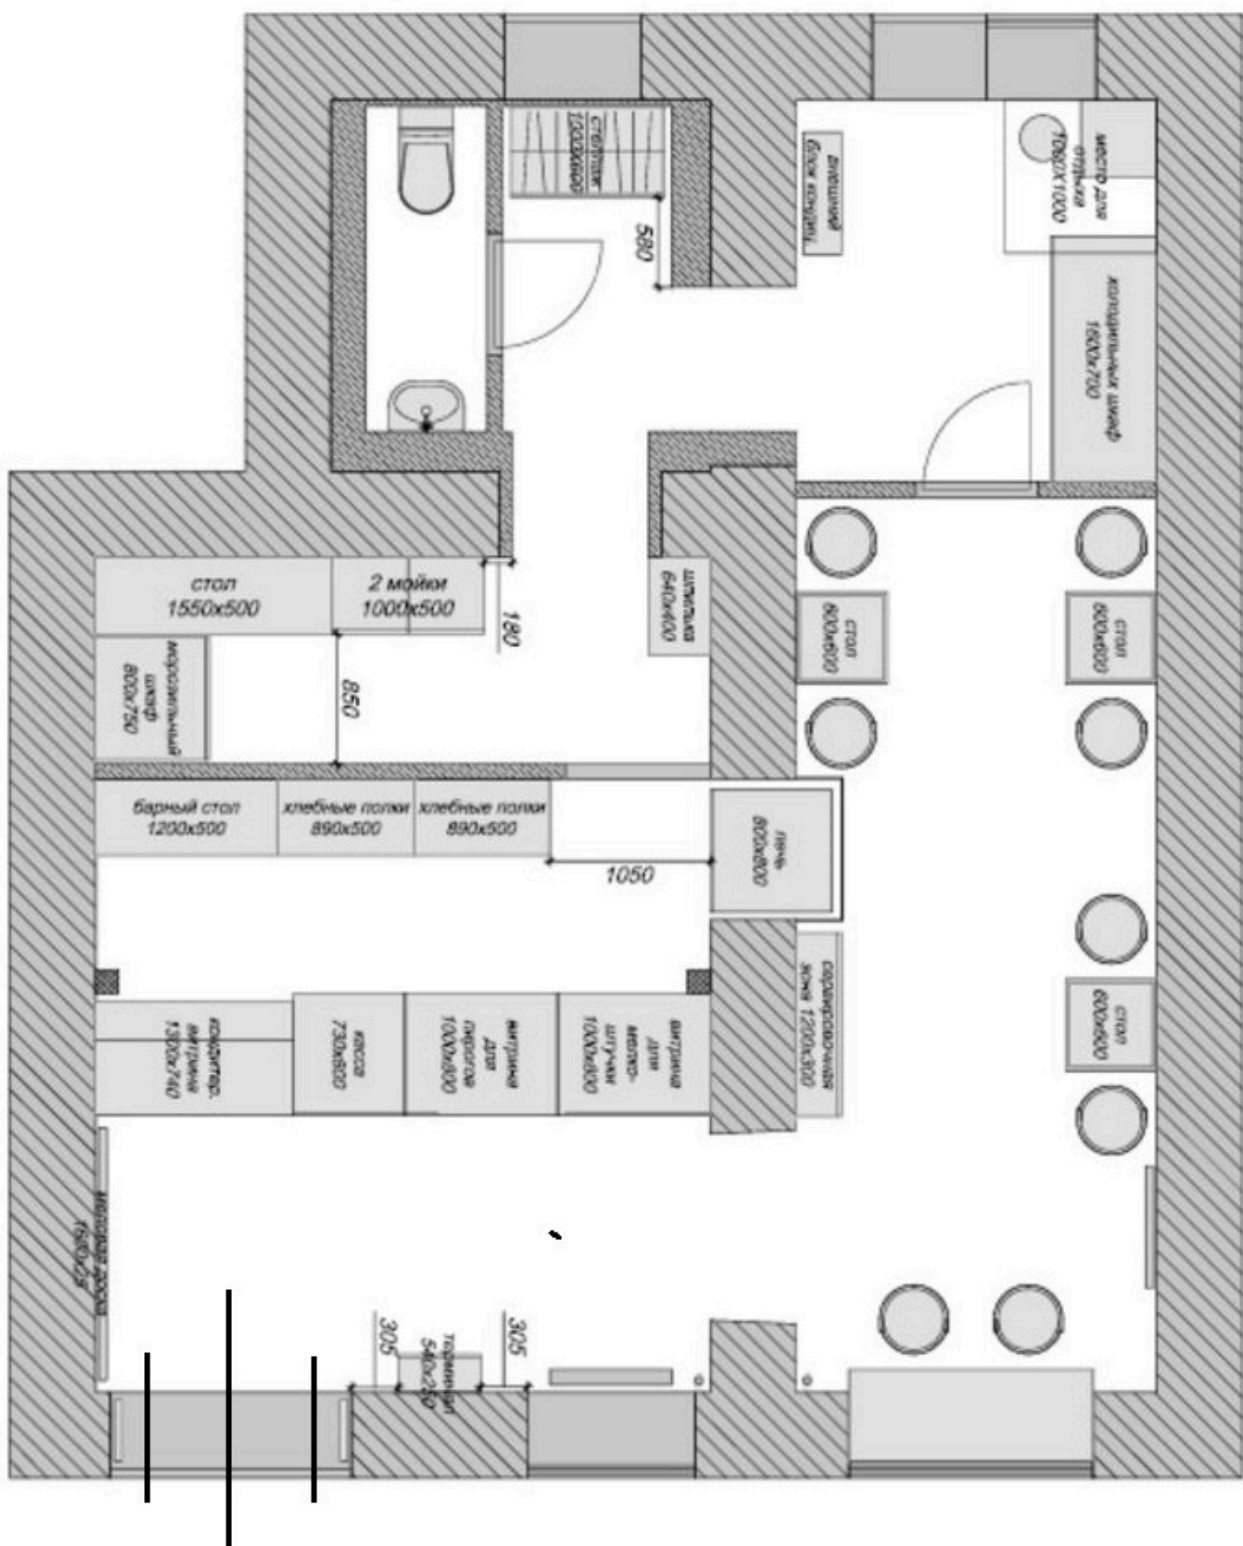 стеллаж
1000х600
внешний
блок кондиц.
место для
отдыха
1060Х1000
580
холодильных шкаф
1600х700
стол
1550х500
2 мойки
1000х500
180
шпилька
640х400
стол
600х600
стол
600х600
морозильный
шкаф
800х750
850
барный стол
1200х500
хлебные полки
890х500
хлебные полки
890х500
1050
печь
800х800
сервировочная
зона 1200х300
стол
600х600
кондитер.
витрина
1300х740
касса
730х800
витрина
для
пирогов
1000х800
витрина
для
мелко-
штучки
1000х800
меловая доска
305
терминал
540х250
305